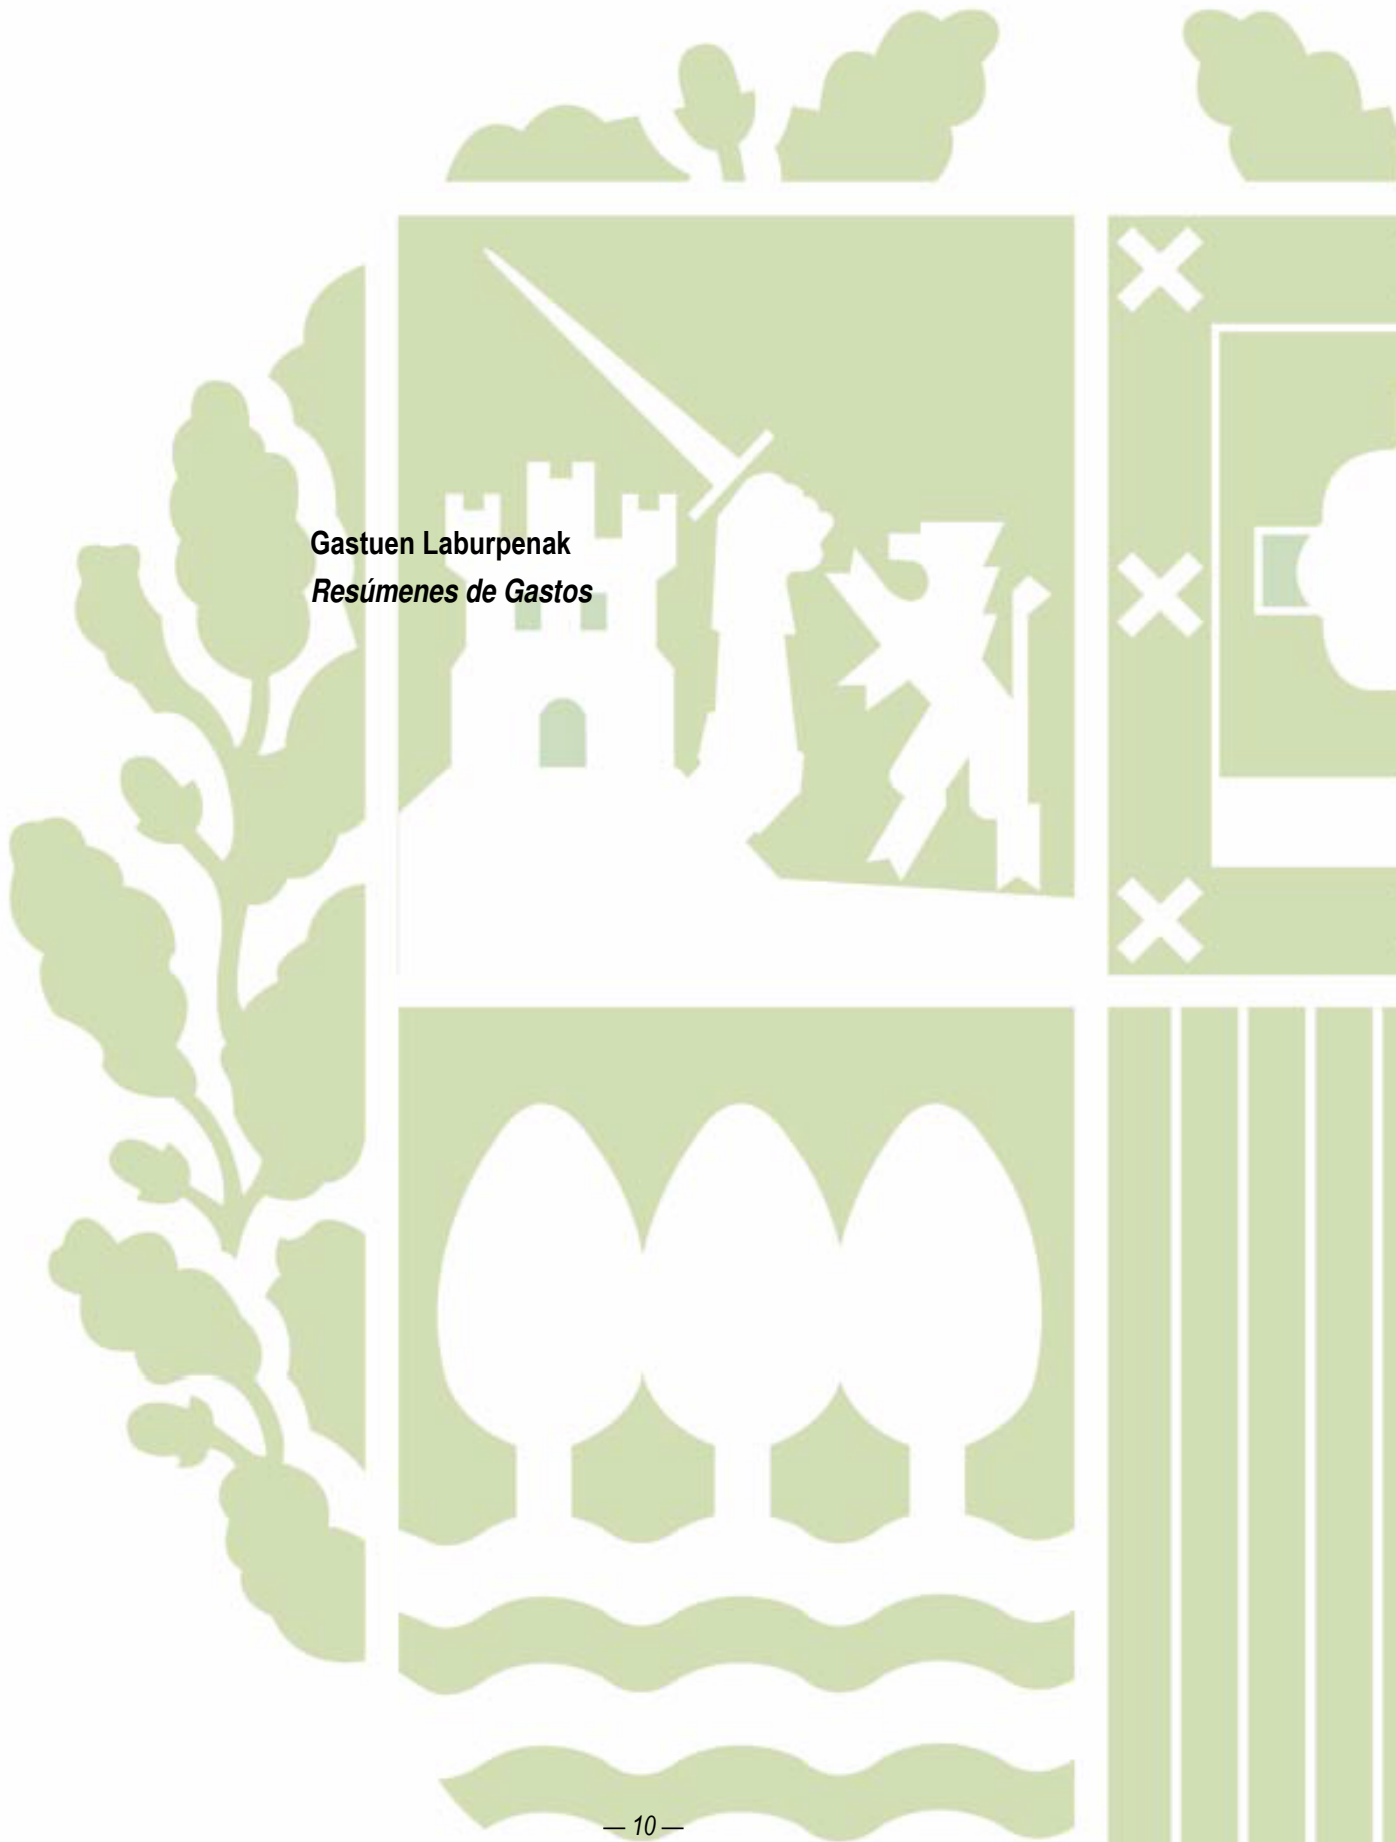 Gastuen Laburpenak
Resúmenes de Gastos
— 10 —